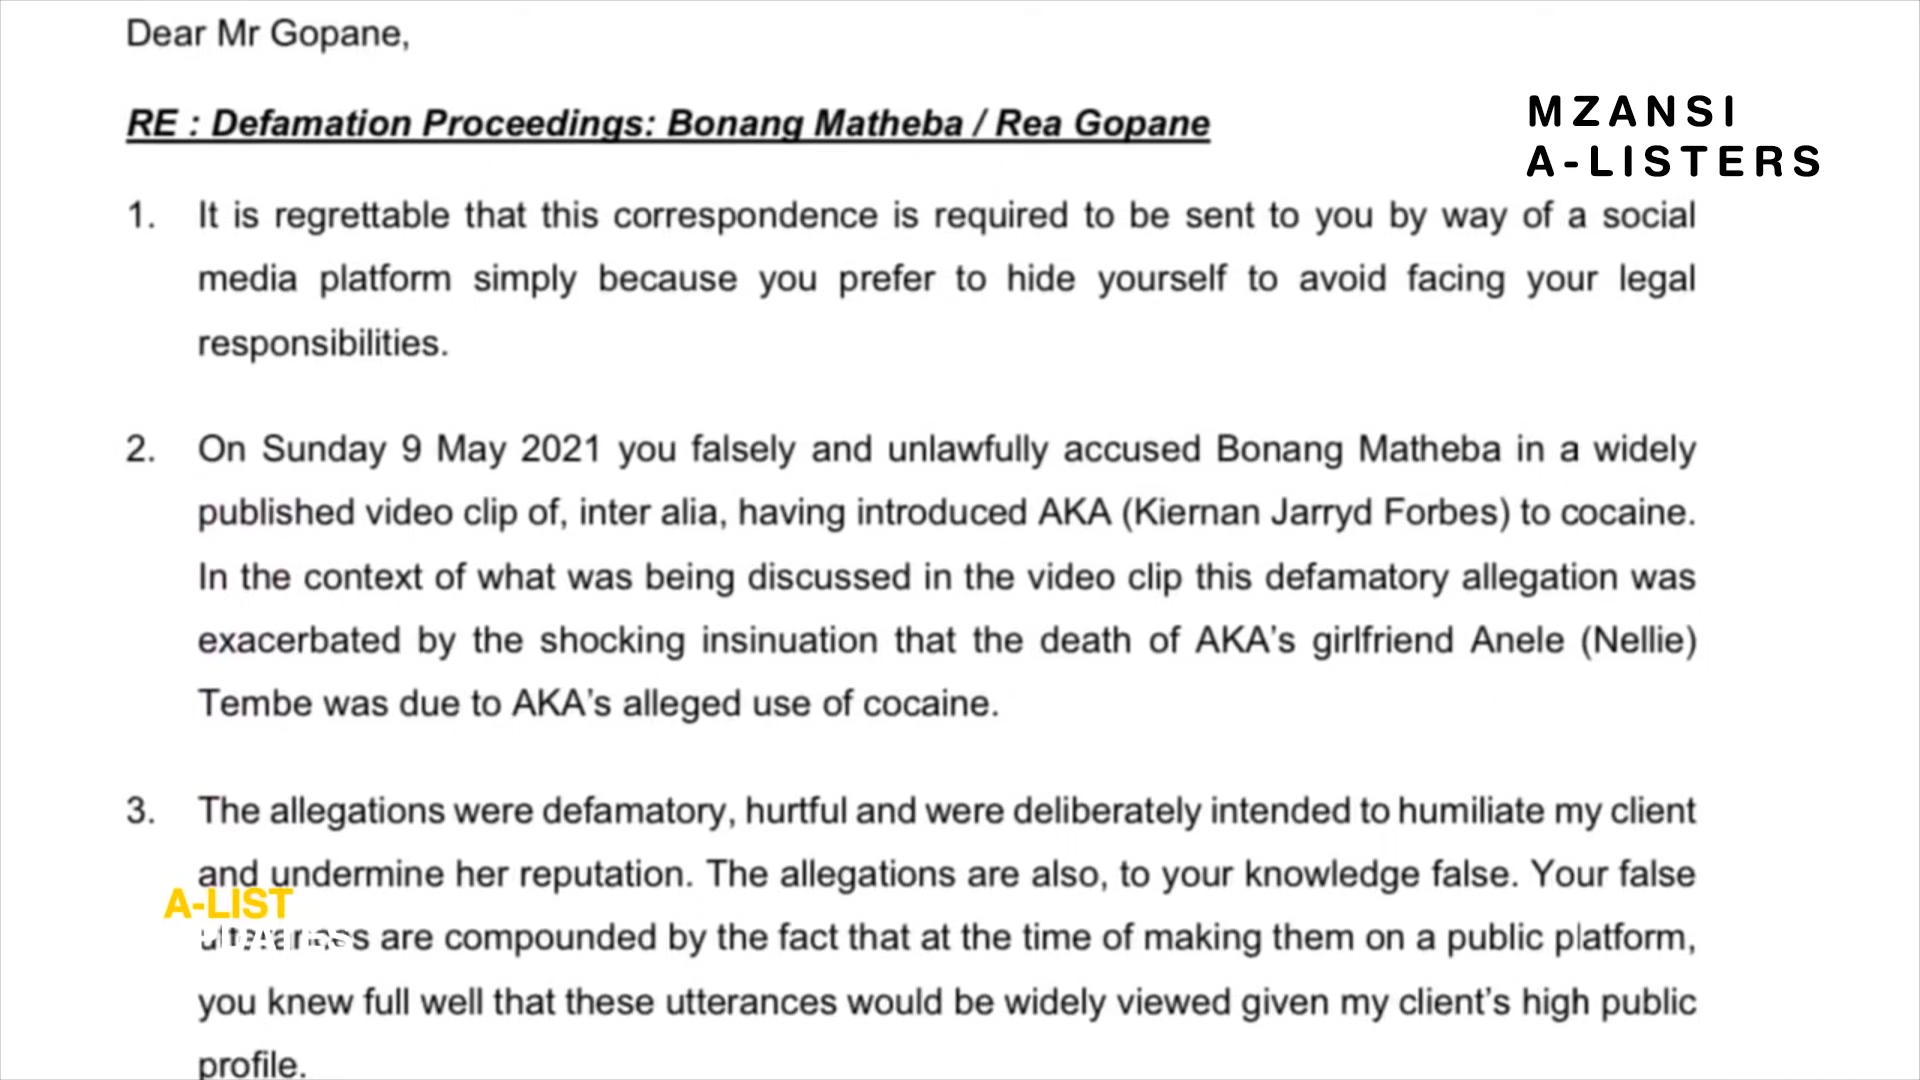 Dear Mr Gopane,
RE : Defamation Proceedings: Bonang Matheba / Rea Gopane
MZANSI
A-LISTERS
1. It is regrettable that this correspondence is required to be sent to you by way of a social
media platform simply because you prefer to hide yourself to avoid facing your legal
responsibilities.
2. On Sunday 9 May 2021 you falsely and unlawfully accused Bonang Matheba in a widely
published video clip of, inter alia, having introduced AKA (Kiernan Jarryd Forbes) to cocaine.
In the context of what was being discussed in the video clip this defamatory allegation was
exacerbated by the shocking insinuation that the death of AKA’s girlfriend Anele (Nellie)
Tembe was due to AKA’s alleged use of cocaine.
3. The allegations were defamatory, hurtful and were deliberately intended to humiliate my client
and undermine her reputation. The allegations are also, to your knowledge false. Your false
A-LIST
are compounded by the fact that at the time of making them on a public platform,
you knew full well that these utterances would be widely viewed given my client’s high public
profile.